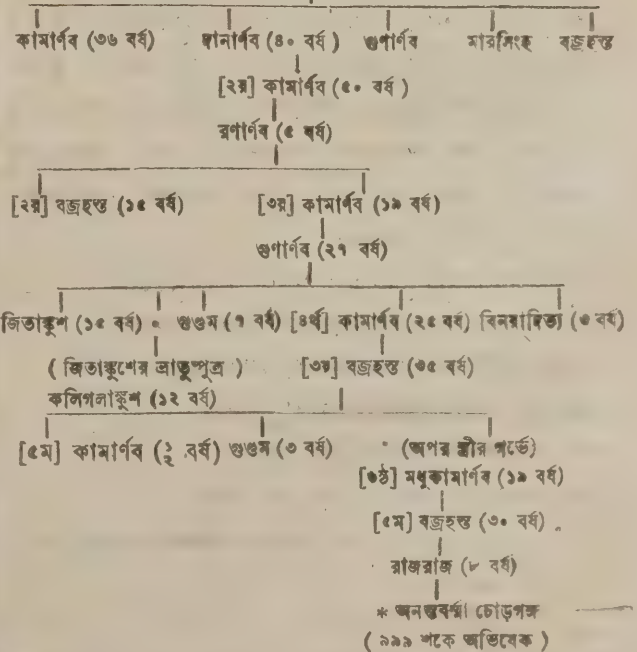 কামার্ণব (৩৬ বর্ষ) দানার্ণব (৪০ বর্ষ) গুণার্ণব মারসিংহ বজ্রহস্ত
[২য়] কামার্ণব (৫০ বর্ষ)
রণার্ণব (৫ বর্ষ)
[২য়] বজ্রহস্ত (১৫ বর্ষ) [৩য়] কামার্ণব (১৯ বর্ষ)
গুণার্ণব (২৭ বর্ষ)
জিতাঙ্কুশ (১৫ বর্ষ) গুণ্ডম (৭ বর্ষ) [৪র্থ] কামার্ণব (২৫ বর্ষ) বিনয়াদিত্য (৩ বর্ষ)
( জিতাঙ্কুশের ভ্রাতুষ্পুত্র ) [৩য়] বজ্রহস্ত (৩৫ বর্ষ)
কলিগলাঙ্কুশ (১২ বর্ষ)
[৫ম] কামার্ণব (½ বর্ষ) গুণ্ডম (৩ বর্ষ) (অপর স্ত্রীর গর্ভে)
[৬ষ্ঠ] মধুকামার্ণব (১৯ বর্ষ)
[৫ম] বজ্রহস্ত (৩০ বর্ষ)
রাজরাজ (৮ বর্ষ)
* অনন্তবর্ম্মা চোড়গঙ্গ
( ৯৯৯ শকে অভিষেক )